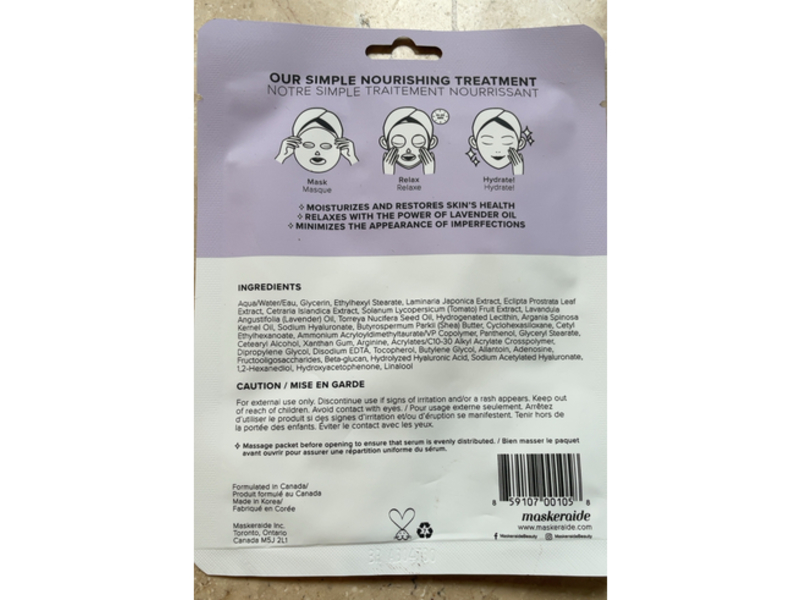 OUR SIMPLE NOURISHING TREATMENT
NOTRE SIMPLE TRAITEMENT NOURRISSANT
Mask
Masque
Relax
Relaxe
Hydrate!
Hydrate!
MOISTURIZES AND RESTORES SKIN'S HEALTH
RELAXES WITH THE POWER OF LAVENDER OIL
MINIMIZES THE APPEARANCE OF IMPERFECTIONS
INGREDIENTS
Aqua/Water/Eau, Glycerin, Ethylhexyl Stearate, Laminaria Japonica Extract, Eclipta Prostrata Leaf
Extract, Cetraria Islandica Extract, Solanum Lycopersicum (Tomato) Fruit Extract, Lavandula
Angustifolia (Lavender) Oil, Torreya Nucifera Seed Oil, Hydrogenated Lecithin, Argania Spinosa
Kernel Oil, Sodium Hyaluronate, Butyrospermum Parkii (Shea) Butter, Cyclohexasiloxane, Cetyl
Ethylhexanoate, Ammonium Acryloyldimethyltaurate/VP Copolymer, Panthenol, Glyceryl Stearate,
Cetearyl Alcohol, Xanthan Gum, Arginine, Acrylates/C10-30 Alkyl Acrylate Crosspolymer,
Dipropylene Glycol, Disodium EDTA, Tocopherol, Butylene Glycol, Allantoin, Adenosine,
Fructooligosaccharides, Beta-glucan, Hydrolyzed Hyaluronic Acid, Sodium Acetylated Hyaluronate,
1,2-Hexanediol, Hydroxyacetophenone, Linalool
CAUTION / MISE EN GARDE
For external use only. Discontinue use if signs of irritation and/or a rash appears. Keep out
of reach of children. Avoid contact with eyes. / Pour usage externe seulement. Arrêtez
d'utiliser le produit si des signes d'irritation et/ou d'éruption se manifestent. Tenir hors de
la portée des enfants. Éviter le contact avec les yeux.
Massage packet before opening to ensure that serum is evenly distributed. / Bien masser le paquet
avant ouvrir pour assurer une répartition uniforme du sérum.
Formulated in Canada/
Produit formulé au Canada
Made in Korea/
Fabriqué en Corée
Maskeraide Inc.
Toronto, Ontario
Canada M5J 2L1
8 59107 00105 8
maskeraide
www.maskeraide.com
MaskeraideBeauty
MaskeraideBeauty